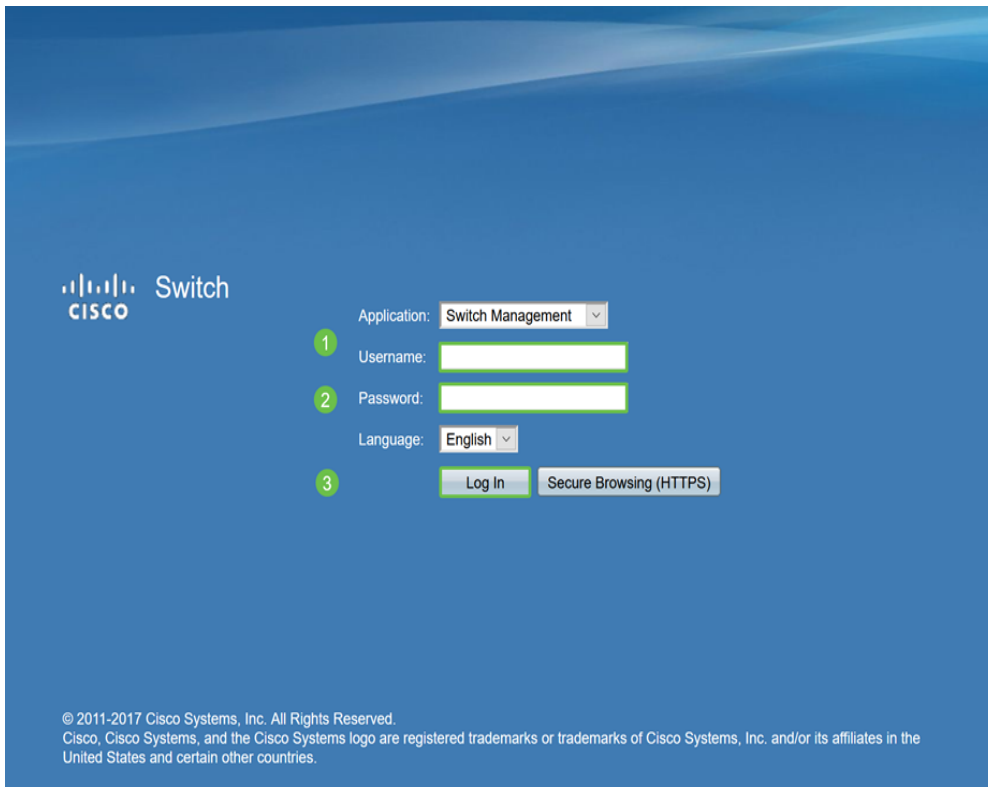 CISCO
Switch
Application: Switch Management
1
Username:
2
Password:
Language: English
3
Log In Secure Browsing (HTTPS)
© 2011-2017 Cisco Systems, Inc. All Rights Reserved.
Cisco, Cisco Systems, and the Cisco Systems logo are registered trademarks or trademarks of Cisco Systems, Inc. and/or its affiliates in the
United States and certain other countries.